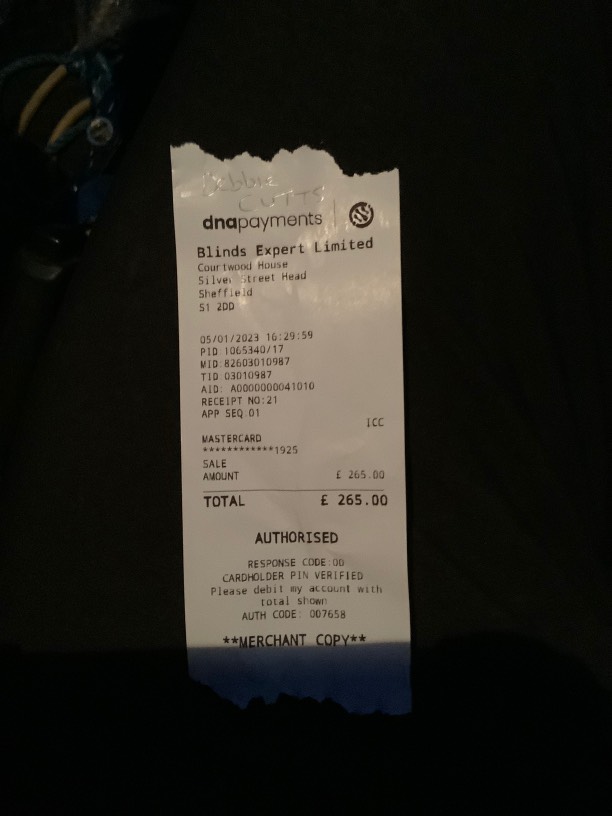 Debbie
CUTTS
dnapayments
Blinds Expert Limited
Courtwood House
Silver Street Head
Sheffield
S1 2DD
05/01/2023 16:29:59
PID 1065340/17
MID:82603010987
TID 03010987
AID: A0000000041010
RECEIPT NO:21
APP SEQ 01
ICC
MASTERCARD
************1925
SALE
AMOUNT £ 265.00
TOTAL £ 265.00
AUTHORISED
RESPONSE CODE:00
CARDHOLDER PIN VERIFIED
Please debit my account with
total shown
AUTH CODE: 007658
**MERCHANT COPY**